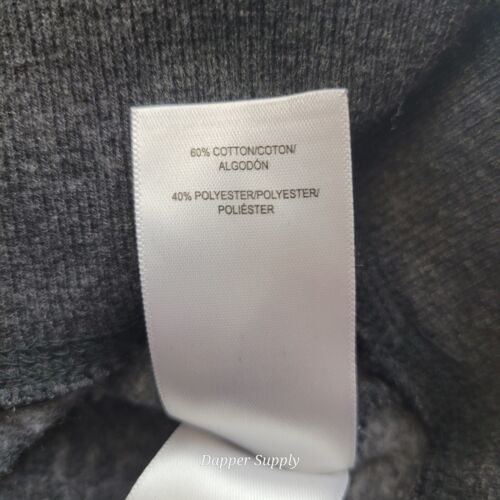 60% COTTON/COTON/
ALGODÓN
40% POLYESTER/POLYESTER/
POLIÉSTER
Dapper Supply